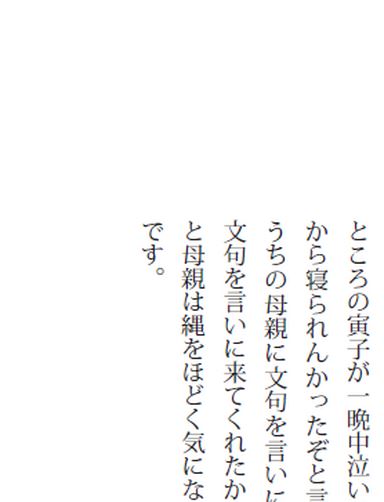 ところの寅子が一晩中泣い
から寝られんかったぞと言
うちの母親に文句を言いに
文句を言いに来てくれたか
と母親は縄をほどく気にな
です。